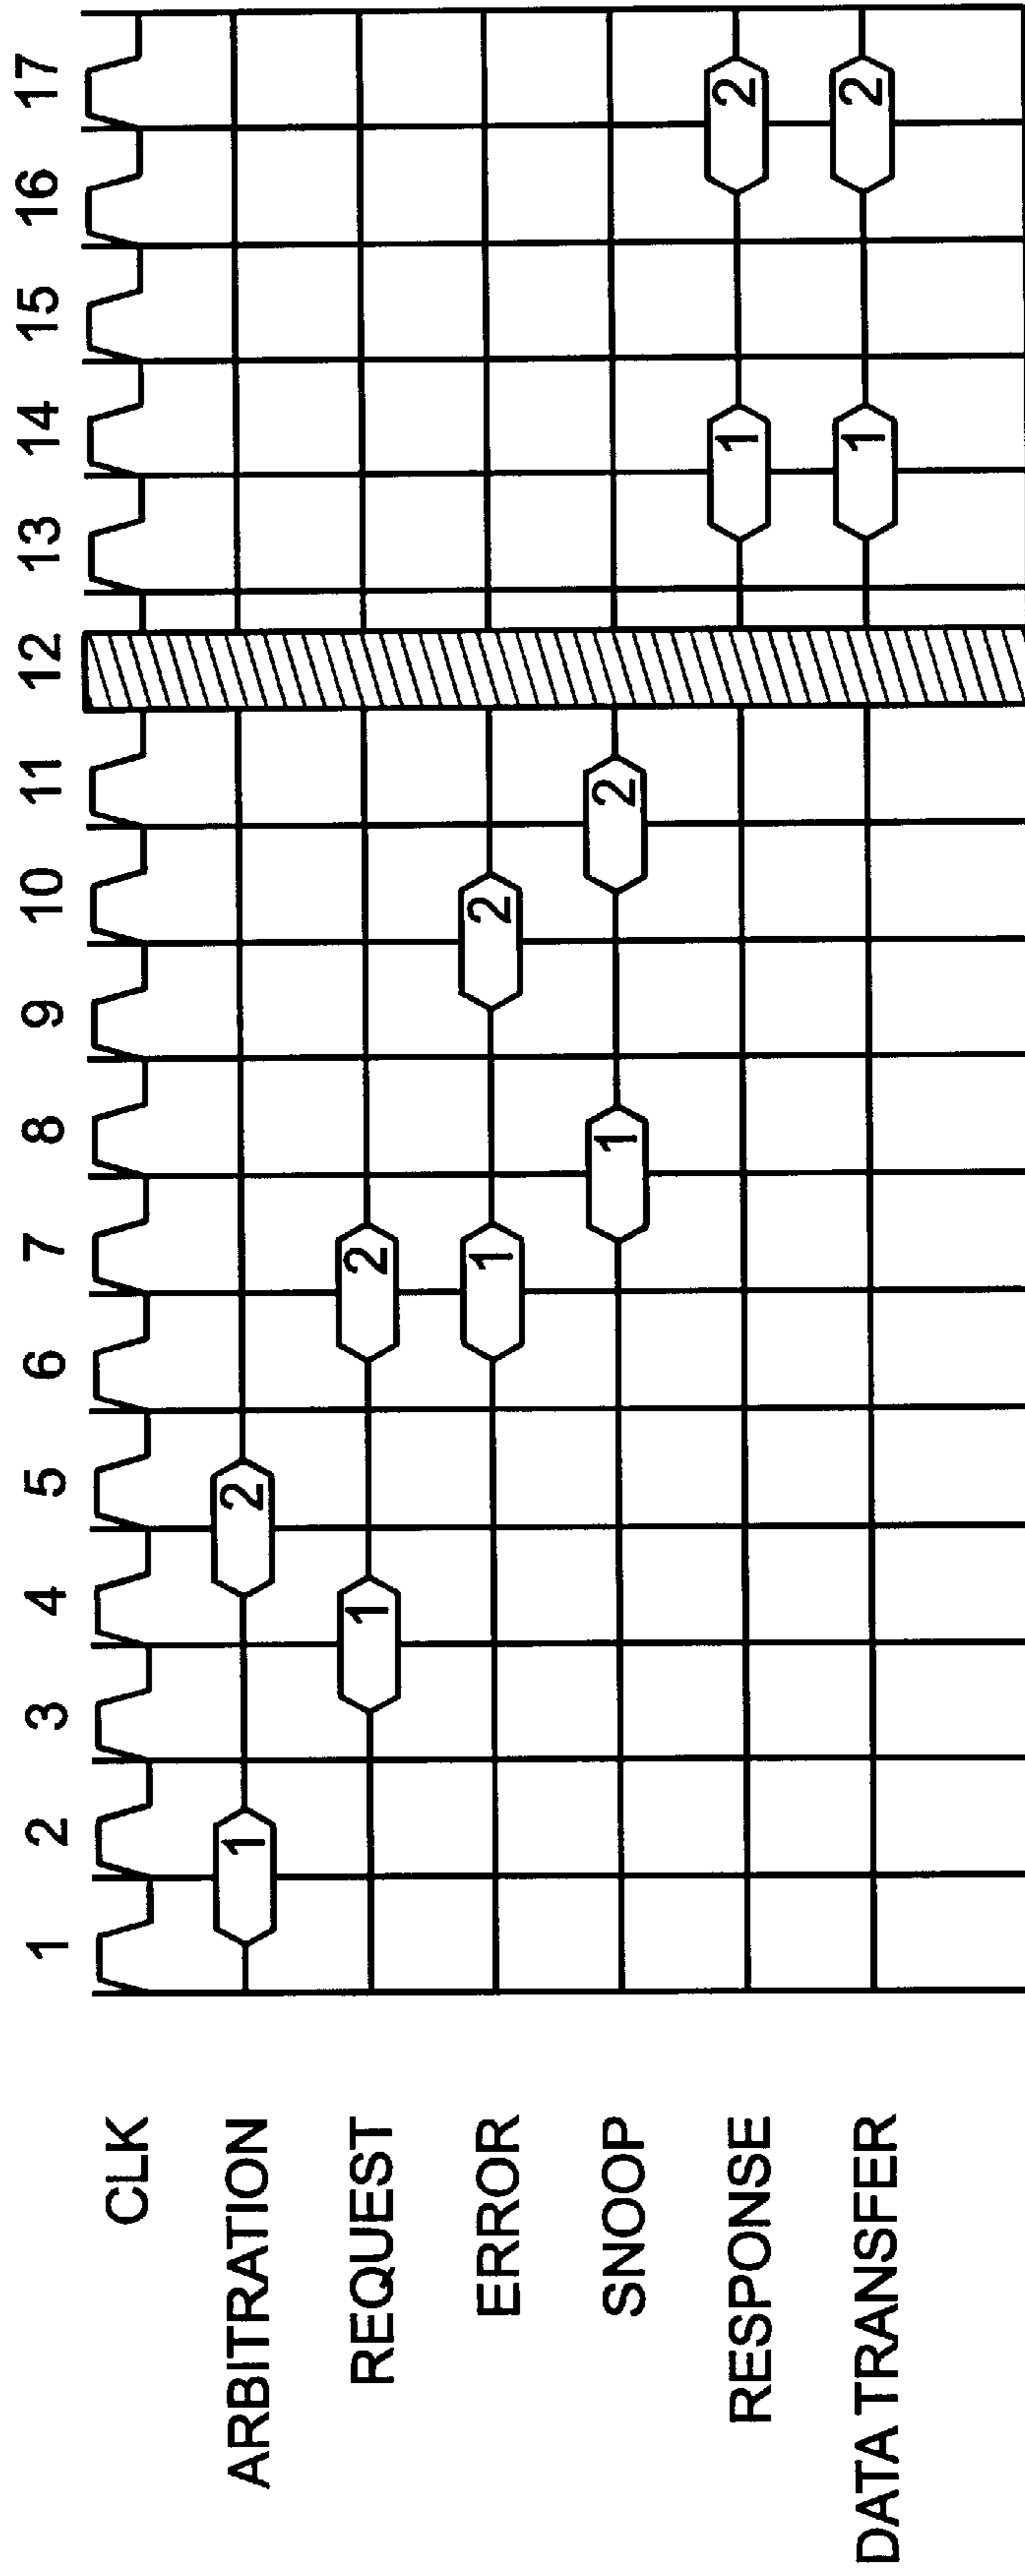 1 2 3 4 5 6 7 8 9 10 11 12 13 14 15 16 17
CLK
ARBITRATION 1 2
REQUEST 1 2
ERROR 1 2
SNOOP 1 2
RESPONSE 1 2
DATA TRANSFER 1 2